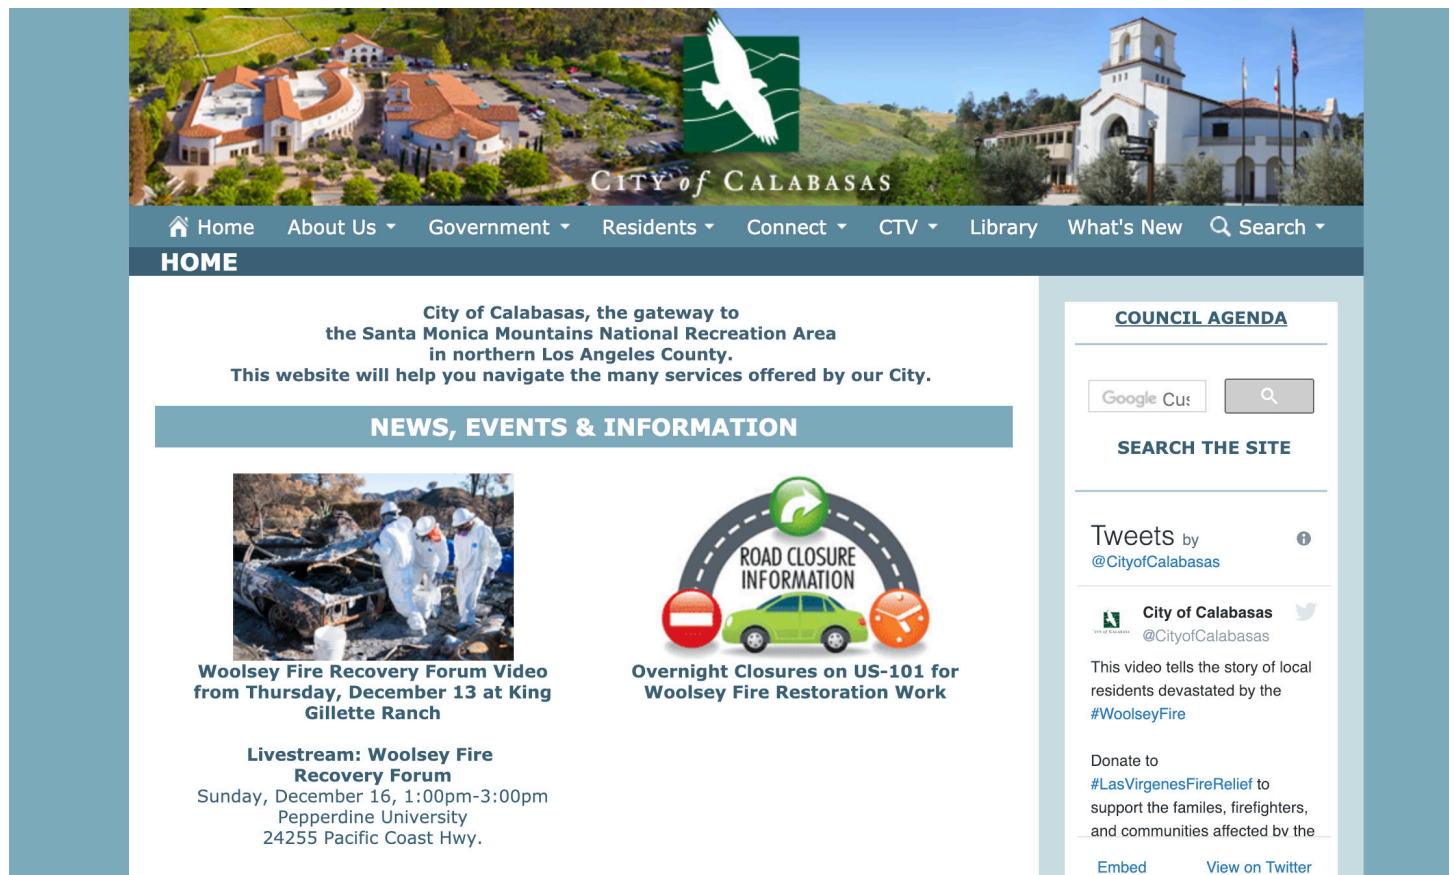 CITY of CALABASAS
Home
About Us
Government
Residents
Connect
CTV
Library
What's New
Search
HOME
City of Calabasas, the gateway to
the Santa Monica Mountains National Recreation Area
in northern Los Angeles County.
This website will help you navigate the many services offered by our City.
NEWS, EVENTS & INFORMATION
Woolsey Fire Recovery Forum Video
from Thursday, December 13 at King
Gillette Ranch
Livestream: Woolsey Fire
Recovery Forum
Sunday, December 16, 1:00pm-3:00pm
Pepperdine University
24255 Pacific Coast Hwy.
ROAD CLOSURE
INFORMATION
Overnight Closures on US-101 for
Woolsey Fire Restoration Work
COUNCIL AGENDA
Google Cus
SEARCH THE SITE
Tweets by
@CityofCalabasas
CITY of CALABASAS
City of Calabasas
@CityofCalabasas
This video tells the story of local
residents devastated by the
#WoolseyFire
Donate to
#LasVirgenesFireRelief to
support the familes, firefighters,
and communities affected by the
Embed
View on Twitter